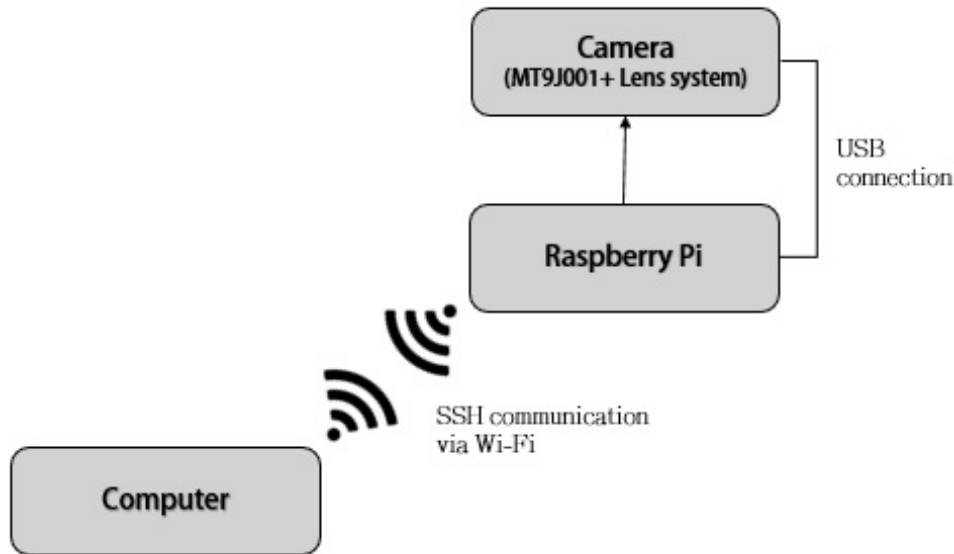 Camera
(MT9J001+ Lens system)
USB
connection
Raspberry Pi
SSH communication
via Wi-Fi
Computer